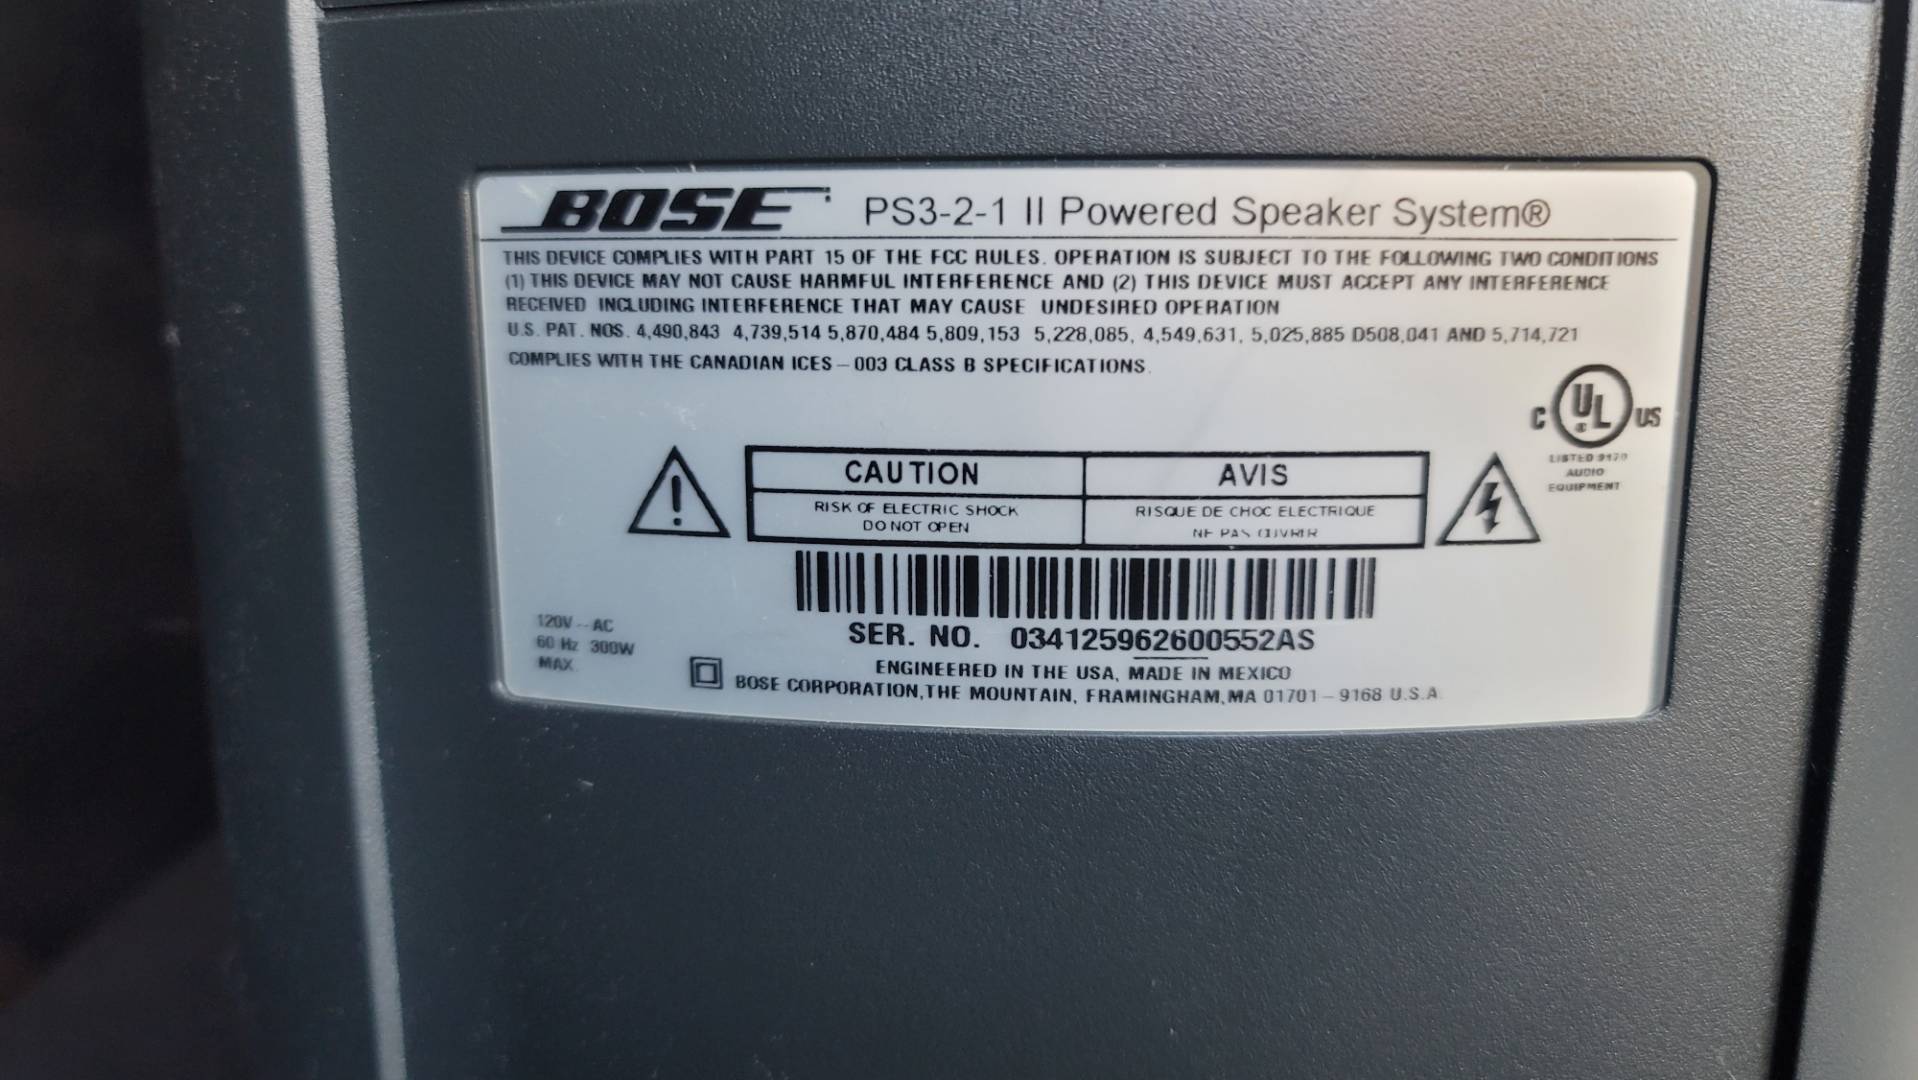 BOSE PS3-2-1 II Powered Speaker System®
THIS DEVICE COMPLIES WITH PART 15 OF THE FCC RULES. OPERATION IS SUBJECT TO THE FOLLOWING TWO CONDITIONS
(1) THIS DEVICE MAY NOT CAUSE HARMFUL INTERFERENCE AND (2) THIS DEVICE MUST ACCEPT ANY INTERFERENCE
RECEIVED INCLUDING INTERFERENCE THAT MAY CAUSE UNDESIRED OPERATION
U.S. PAT. NOS. 4,490,843 4,739,514 5,870,484 5,809,153 5,228,085, 4,549,631, 5,025,885 D508,041 AND 5,714,721
COMPLIES WITH THE CANADIAN ICES – 003 CLASS B SPECIFICATIONS.
C UL® US
LISTED 9170
AUDIO
EQUIPMENT
CAUTION
RISK OF ELECTRIC SHOCK
DO NOT OPEN
AVIS
RISQUE DE CHOC ELECTRIQUE
NE PAS OUVRIR
120V ~ AC
60 Hz 300W
MAX
SER. NO. 034125962600552AS
ENGINEERED IN THE USA, MADE IN MEXICO
BOSE CORPORATION,THE MOUNTAIN, FRAMINGHAM,MA 01701 – 9168 U.S.A